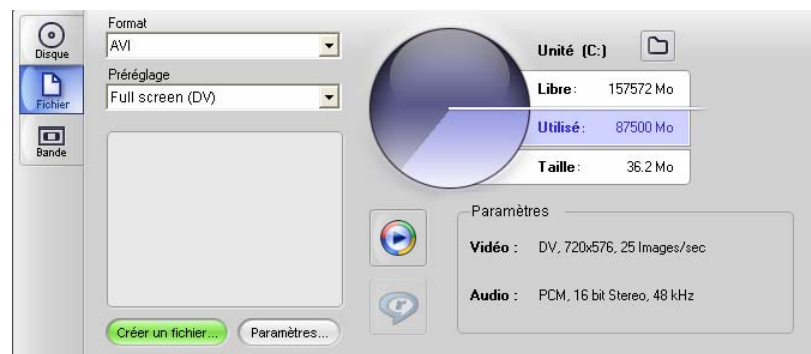 Disque
Fichier
Bande
Format
AVI
Préréglage
Full screen (DV)
Créer un fichier...
Paramètres...
Unité (C:)
Libre : 157572 Mo
Utilisé : 87500 Mo
Taille : 36.2 Mo
Paramètres
Vidéo : DV, 720x576, 25 Images/sec
Audio : PCM, 16 bit Stereo, 48 kHz